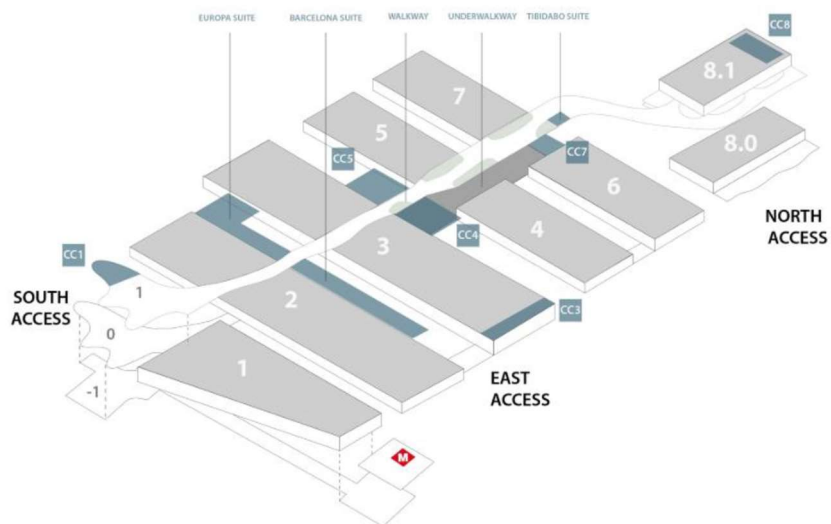 EUROPA SUITE
BARCELONA SUITE
WALKWAY
UNDERWALKWAY
TIBIDABO SUITE
CC8
8.1
7
5
8.0
CC5
CC7
6
NORTH
ACCESS
4
CC4
3
CC1
1
SOUTH
ACCESS
2
CC3
0
1
EAST
ACCESS
-1
M